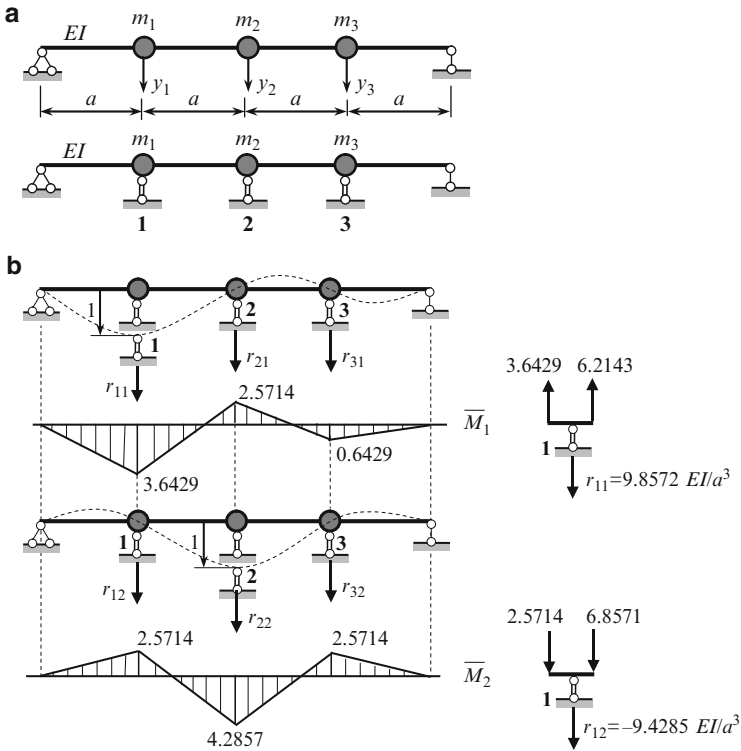 a
EI m₁ m₂ m₃
y₁ y₂ y₃
a a a a
EI m₁ m₂ m₃
1 2 3
b
1 1 2 3
r₁₁ r₂₁ r₃₁
3.6429 6.2143
1
r₁₁=9.8572 EI/a³
2.5714
M̅₁
3.6429 0.6429
1 1 2 3
r₁₂ r₂₂ r₃₂
2.5714 6.8571
1
r₁₂=–9.4285 EI/a³
2.5714 2.5714
M̅₂
4.2857